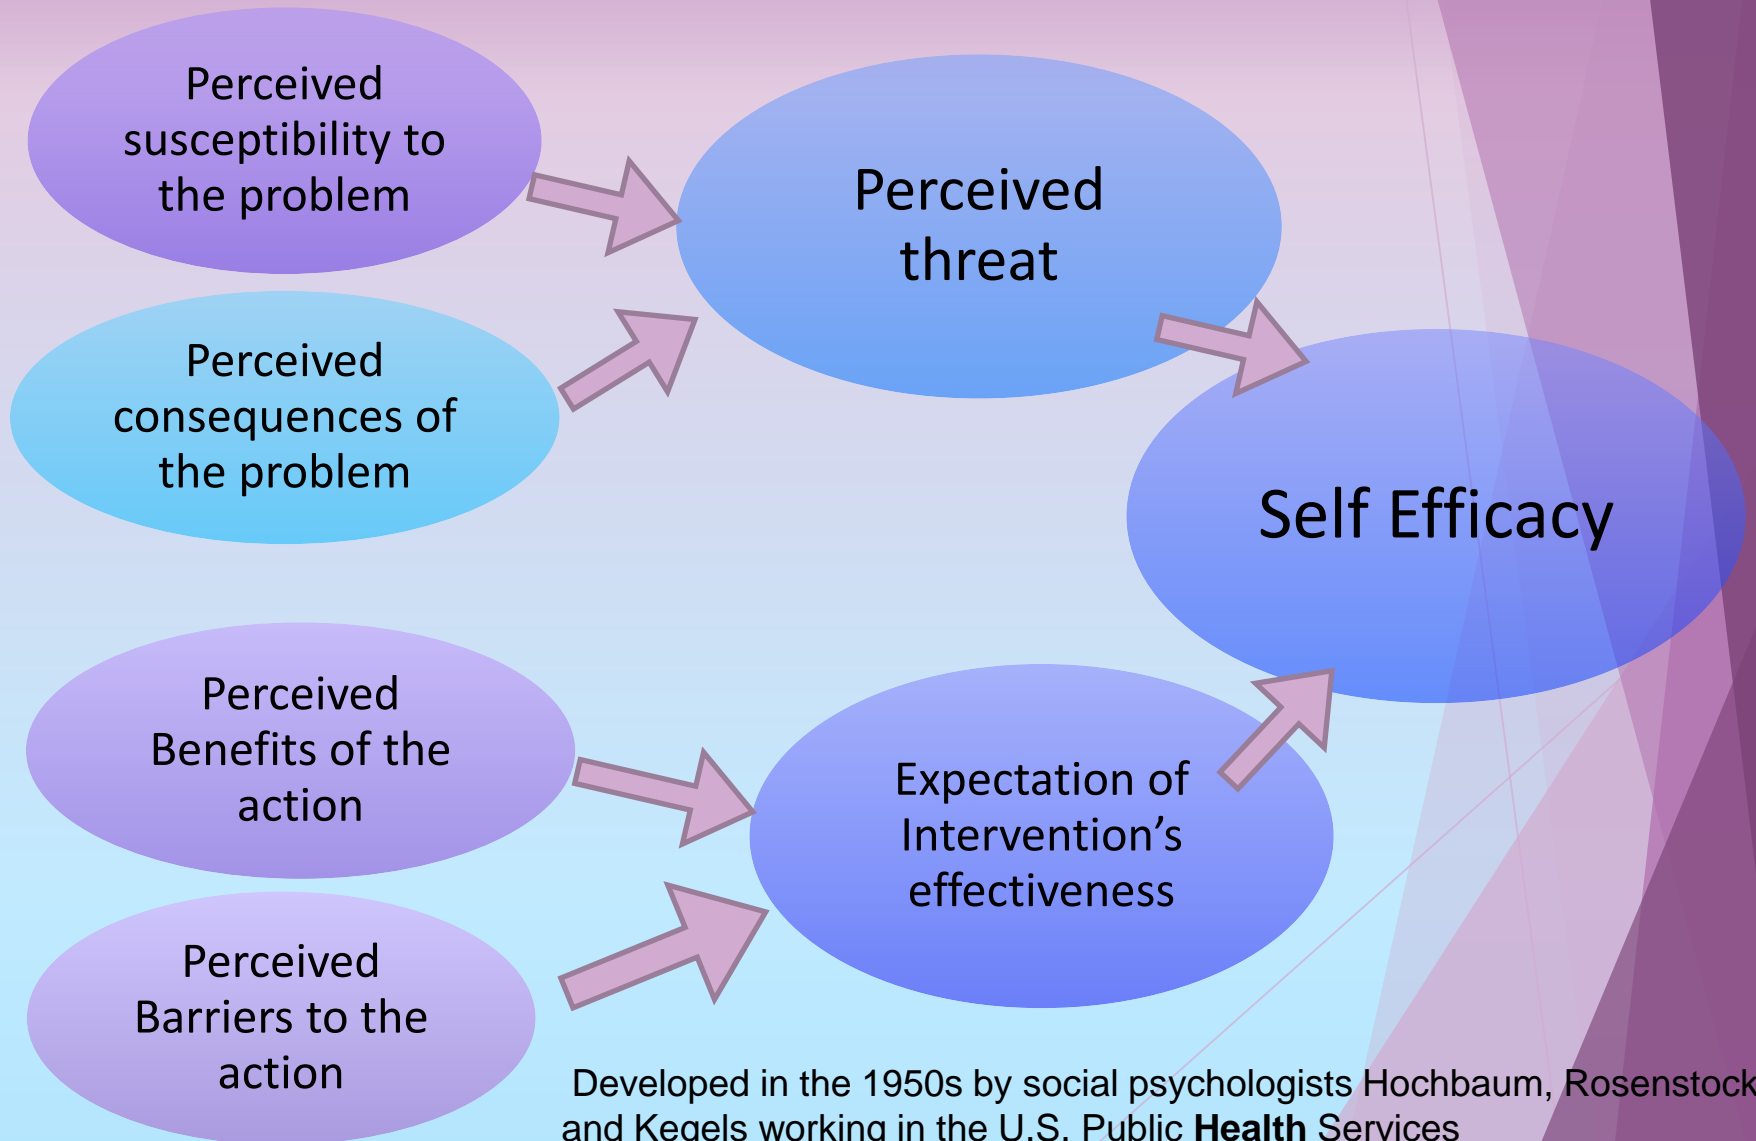 Perceived
susceptibility to
the problem
Perceived
threat
Perceived
consequences of
the problem
Self Efficacy
Perceived
Benefits of the
action
Expectation of
Intervention’s
effectiveness
Perceived
Barriers to the
action
Developed in the 1950s by social psychologists Hochbaum, Rosenstock
and Kegels working in the U.S. Public Health Services